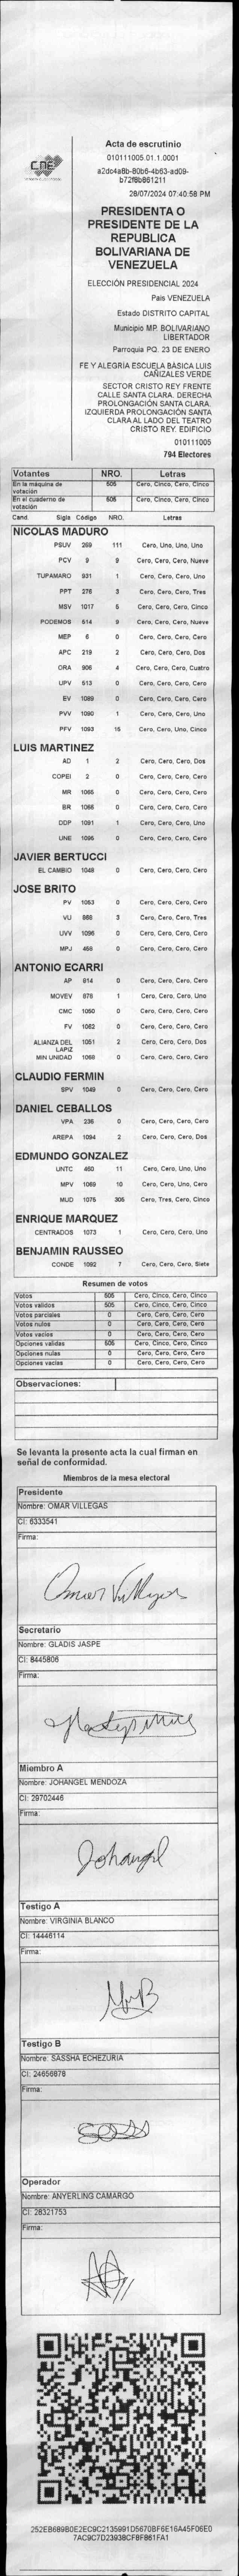 Acta de escrutinio
010111005.01.1.0001
a2dc4a8b-80b6-4b63-ad09-
b72f8b861211
28/07/2024 07:40:58 PM
PRESIDENTA O
PRESIDENTE DE LA
REPUBLICA
BOLIVARIANA DE
VENEZUELA
ELECCIÓN PRESIDENCIAL 2024
País VENEZUELA
Estado DISTRITO CAPITAL
Municipio MP. BOLIVARIANO
LIBERTADOR
Parroquia PQ. 23 DE ENERO
FE Y ALEGRÍA ESCUELA BÁSICA LUIS
CAÑIZALES VERDE
SECTOR CRISTO REY FRENTE
CALLE SANTA CLARA. DERECHA
PROLONGACIÓN SANTA CLARA.
IZQUIERDA PROLONGACIÓN SANTA
CLARA AL LADO DEL TEATRO
CRISTO REY. EDIFICIO
010111005
794 Electores
CNE
Votantes NRO. Letras
En la máquina de votación 505 Cero, Cinco, Cero, Cinco
En el cuaderno de votación 505 Cero, Cinco, Cero, Cinco
Cand. Sigla Código NRO. Letras
NICOLAS MADURO
PSUV 269 111 Cero, Uno, Uno, Uno
PCV 9 9 Cero, Cero, Cero, Nueve
TUPAMARO 931 1 Cero, Cero, Cero, Uno
PPT 276 3 Cero, Cero, Cero, Tres
MSV 1017 5 Cero, Cero, Cero, Cinco
PODEMOS 514 9 Cero, Cero, Cero, Nueve
MEP 6 0 Cero, Cero, Cero, Cero
APC 219 2 Cero, Cero, Cero, Dos
ORA 906 4 Cero, Cero, Cero, Cuatro
UPV 513 0 Cero, Cero, Cero, Cero
EV 1089 0 Cero, Cero, Cero, Cero
PVV 1090 1 Cero, Cero, Cero, Uno
PFV 1093 15 Cero, Cero, Uno, Cinco
LUIS MARTINEZ
AD 1 2 Cero, Cero, Cero, Dos
COPEI 2 0 Cero, Cero, Cero, Cero
MR 1065 0 Cero, Cero, Cero, Cero
BR 1066 0 Cero, Cero, Cero, Cero
DDP 1091 1 Cero, Cero, Cero, Uno
UNE 1095 0 Cero, Cero, Cero, Cero
JAVIER BERTUCCI
EL CAMBIO 1048 0 Cero, Cero, Cero, Cero
JOSE BRITO
PV 1053 0 Cero, Cero, Cero, Cero
VU 868 3 Cero, Cero, Cero, Tres
UVV 1096 0 Cero, Cero, Cero, Cero
MPJ 458 0 Cero, Cero, Cero, Cero
ANTONIO ECARRI
AP 814 0 Cero, Cero, Cero, Cero
MOVEV 876 1 Cero, Cero, Cero, Uno
CMC 1050 0 Cero, Cero, Cero, Cero
FV 1062 0 Cero, Cero, Cero, Cero
ALIANZA DEL LAPIZ 1051 2 Cero, Cero, Cero, Dos
MIN UNIDAD 1068 0 Cero, Cero, Cero, Cero
CLAUDIO FERMIN
SPV 1049 0 Cero, Cero, Cero, Cero
DANIEL CEBALLOS
VPA 236 0 Cero, Cero, Cero, Cero
AREPA 1094 2 Cero, Cero, Cero, Dos
EDMUNDO GONZALEZ
UNTC 460 11 Cero, Cero, Uno, Uno
MPV 1069 10 Cero, Cero, Uno, Cero
MUD 1075 305 Cero, Tres, Cero, Cinco
ENRIQUE MARQUEZ
CENTRADOS 1073 1 Cero, Cero, Cero, Uno
BENJAMIN RAUSSEO
CONDE 1092 7 Cero, Cero, Cero, Siete
Resumen de votos
Votos 505 Cero, Cinco, Cero, Cinco
Votos validos 505 Cero, Cinco, Cero, Cinco
Votos parciales 0 Cero, Cero, Cero, Cero
Votos nulos 0 Cero, Cero, Cero, Cero
Votos vacíos 0 Cero, Cero, Cero, Cero
Opciones validas 505 Cero, Cinco, Cero, Cinco
Opciones nulas 0 Cero, Cero, Cero, Cero
Opciones vacías 0 Cero, Cero, Cero, Cero
Observaciones:
Se levanta la presente acta la cual firman en
señal de conformidad.
Miembros de la mesa electoral
Presidente
Nombre: OMAR VILLEGAS
CI: 6333541
Firma:
Omar Villegas
Secretario
Nombre: GLADIS JASPE
CI: 8445806
Firma:
Miembro A
Nombre: JOHANGEL MENDOZA
CI: 29702446
Firma:
Johangel
Testigo A
Nombre: VIRGINIA BLANCO
CI: 14446114
Firma:
Testigo B
Nombre: SASSHA ECHEZURIA
CI: 24656878
Firma:
Operador
Nombre: ANYERLING CAMARGO
CI: 28321753
Firma:
252EB689B0E2EC9C2135991D5670BF6E16A45F06E0
7AC9C7D23938CFBFB61FA1